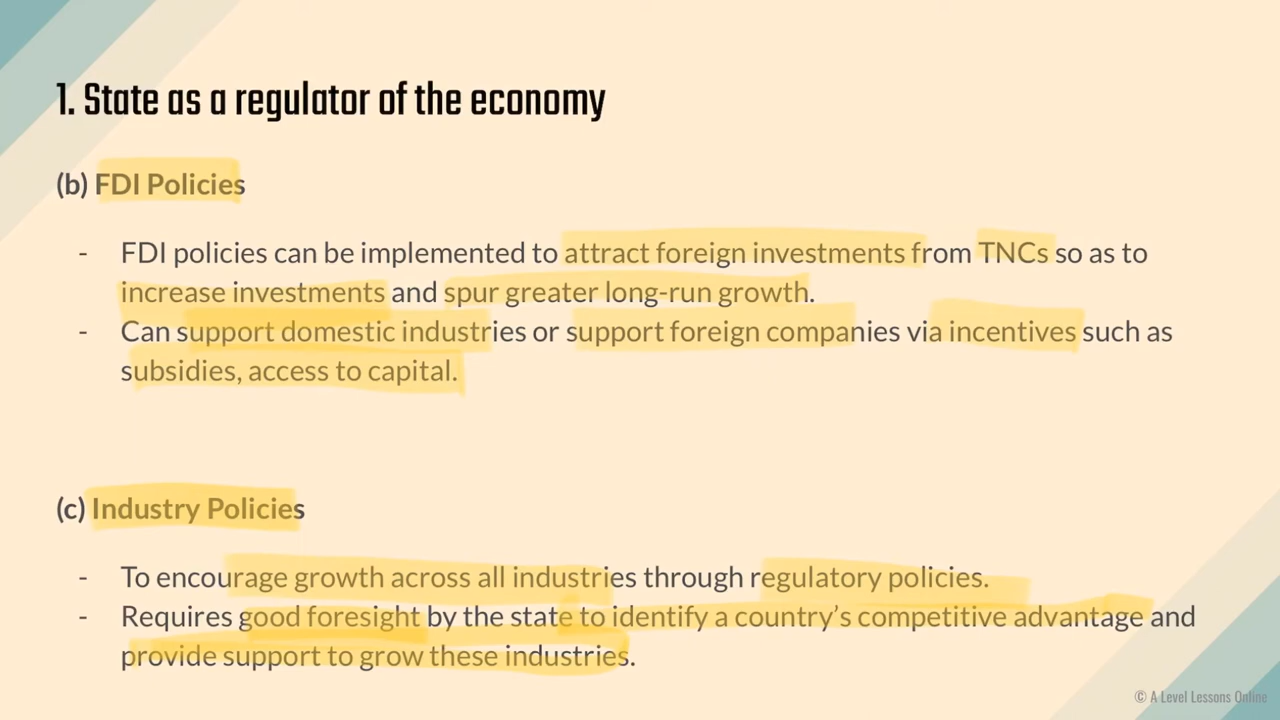 1. State as a regulator of the economy
(b) FDI Policies
- FDI policies can be implemented to attract foreign investments from TNCs so as to
increase investments and spur greater long-run growth.
- Can support domestic industries or support foreign companies via incentives such as
subsidies, access to capital.
(c) Industry Policies
- To encourage growth across all industries through regulatory policies.
- Requires good foresight by the state to identify a country’s competitive advantage and
provide support to grow these industries.
© A Level Lessons Online